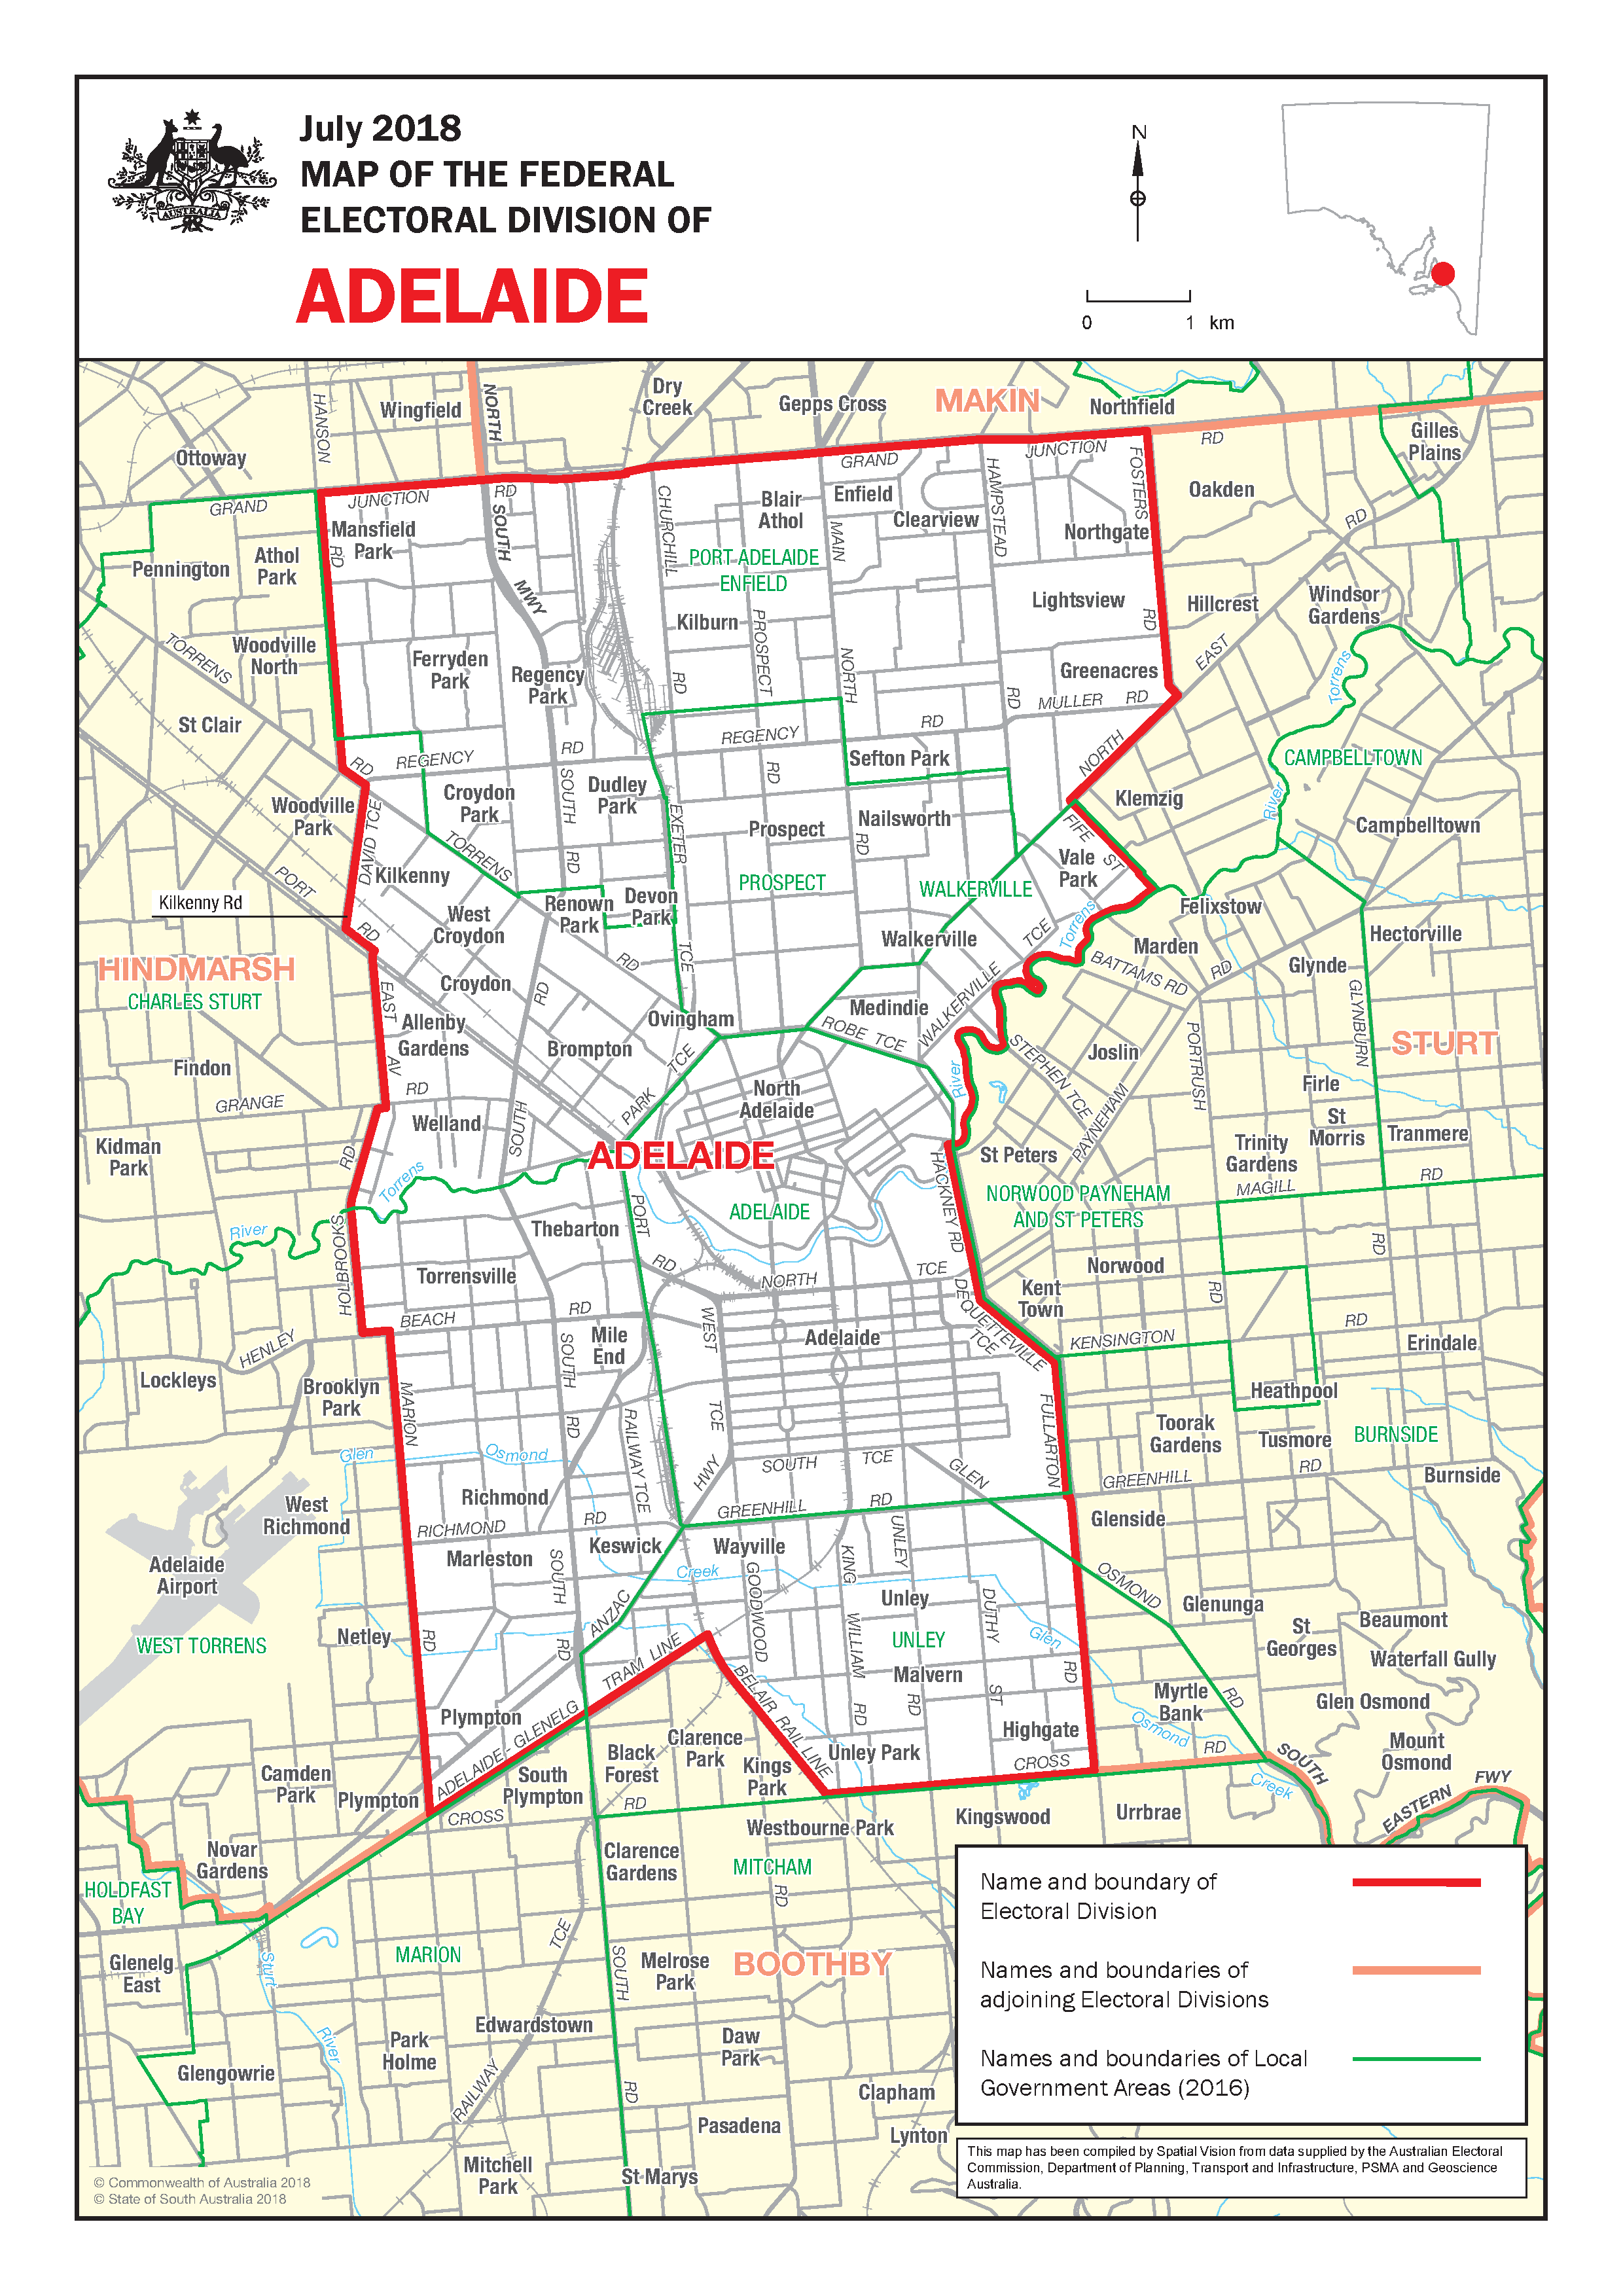 July 2018
MAP OF THE FEDERAL
ELECTORAL DIVISION OF
ADELAIDE
AUSTRALIA
N
0 1 km
Dry
Creek
Gepps Cross
MAKIN
Northfield
Wingfield
NORTH
HANSON
Ottoway
Gilles
Plains
RD
GRAND
JUNCTION
RD
GRAND
JUNCTION
FOSTERS
Oakden
Mansfield
Park
RD
SOUTH
MWY
CHURCHILL
Blair
Athol
Enfield
MAIN
Clearview
HAMPSTEAD
Northgate
RD
Athol
Park
Pennington
PORT ADELAIDE
ENFIELD
Lightsview
RD
Hillcrest
Windsor
Gardens
Kilburn
PROSPECT
TORRENS
Woodville
North
Ferryden
Park
Regency
Park
RD
NORTH
Greenacres
EAST
Torrens
RD
MULLER RD
St Clair
REGENCY
RD
Sefton Park
NORTH
CAMPBELLTOWN
RD
REGENCY
RD
Croydon
Park
SOUTH
Dudley
Park
RD
Klemzig
River
Woodville
Park
DAVID TCE
EXETER
Prospect
Nailsworth
RD
FIFE
ST
Campbelltown
TORRENS
RD
Vale
Park
Kilkenny
PORT
RD
Kilkenny Rd
PROSPECT
WALKERVILLE
West
Croydon
Renown
Park
Devon
Park
Felixstow
Torrens
TCE
Walkerville
Marden
Hectorville
HINDMARSH
CHARLES STURT
RD
TCE
BATTAMS RD
RD
Glynde
Croydon
EAST
AV
RD
Allenby
Gardens
Ovingham
Medindie
WALKERVILLE
ROBE TCE
GLYNBURN
Brompton
TCE
PARK
STEPHEN TCE
Joslin
PORTRUSH
STURT
Findon
RD
GRANGE
North
Adelaide
River
PAYNEHAM
Firle
St
Morris
Welland
SOUTH
Kidman
Park
RD
Torrens
ADELAIDE
St Peters
Trinity
Gardens
Tranmere
MAGILL
RD
HACKNEY RD
NORWOOD PAYNEHAM
AND ST PETERS
ADELAIDE
PORT
RD
River
HOLBROOKS
Thebarton
Torrensville
NORTH
TCE
Norwood
RD
RD
Kent
Town
DEQUETTEVILLE
TCE
BEACH
RD
WEST
TCE
Mile
End
Adelaide
KENSINGTON
RD
Erindale
HENLEY
Lockleys
Brooklyn
Park
MARION
SOUTH
RD
RAILWAY TCE
FULLARTON
Heathpool
Toorak
Gardens
Tusmore
BURNSIDE
Glen
Osmond
HWY
SOUTH
TCE
GLEN
GREENHILL
RD
Burnside
West
Richmond
Richmond
RICHMOND
RD
GREENHILL
RD
Glenside
Adelaide
Airport
Marleston
SOUTH
RD
Keswick
Wayville
Creek
GOODWOOD
KING
WILLIAM
RD
UNLEY
RD
DUTHY
ST
OSMOND
RD
Unley
Glenunga
WEST TORRENS
Netley
RD
ANZAC
UNLEY
Glen
St
Georges
Beaumont
Waterfall Gully
TRAM LINE
BELAIR RAIL LINE
Malvern
RD
Plympton
Myrtle
Bank
Glen Osmond
Highgate
Osmond
RD
Mount
Osmond
ADELAIDE - GLENELG
Clarence
Park
Black
Forest
Kings
Park
Unley Park
CROSS
SOUTH
EASTERN
FWY
Creek
Camden
Park
Plympton
South
Plympton
CROSS
RD
Westbourne Park
Kingswood
Urrbrae
Novar
Gardens
Clarence
Gardens
MITCHAM
RD
HOLDFAST
BAY
Glenelg
East
Sturt
River
MARION
TCE
SOUTH
RD
Melrose
Park
BOOTHBY
Edwardstown
Park
Holme
Daw
Park
Glengowrie
RAILWAY
Clapham
Pasadena
Lynton
Mitchell
Park
St Marys
Name and boundary of
Electoral Division
Names and boundaries of
adjoining Electoral Divisions
Names and boundaries of Local
Government Areas (2016)
This map has been compiled by Spatial Vision from data supplied by the Australian Electoral
Commission, Department of Planning, Transport and Infrastructure, PSMA and Geoscience
Australia.
© Commonwealth of Australia 2018
© State of South Australia 2018